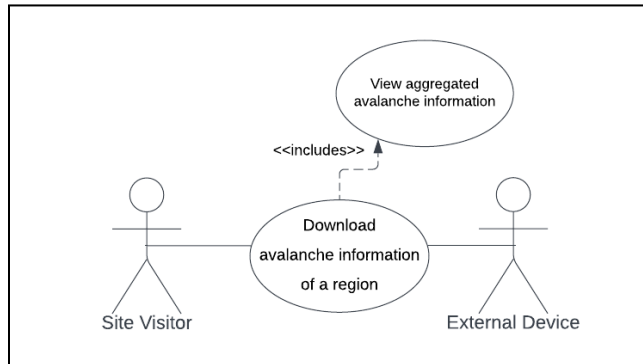 View aggregated
avalanche information
<<includes>>
Download
avalanche information
of a region
Site Visitor
External Device